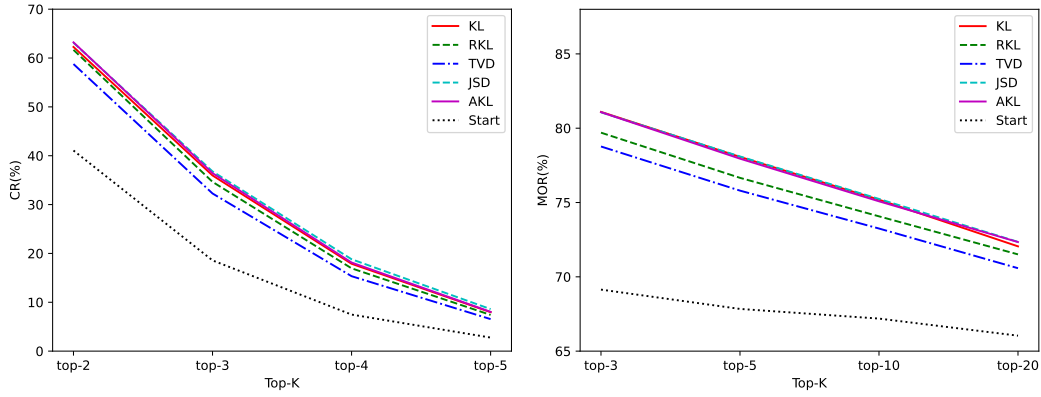 70
60
50
40
30
20
10
0
CR(%)
top-2 top-3 top-4 top-5
Top-K
KL
RKL
TVD
JSD
AKL
Start
85
80
75
70
65
MOR(%)
top-3 top-5 top-10 top-20
Top-K
KL
RKL
TVD
JSD
AKL
Start